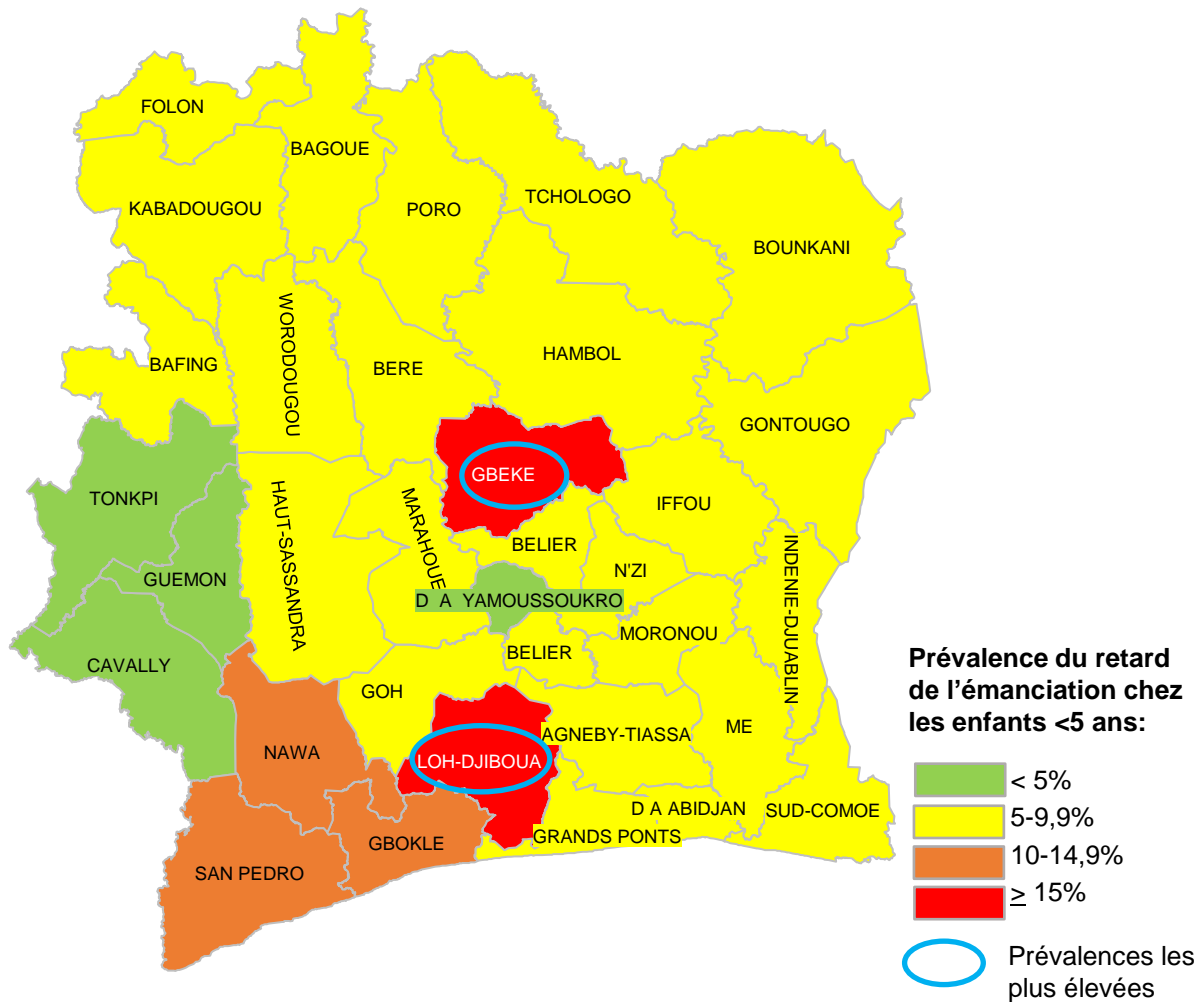 FOLON
BAGOUE
KABADOUGOU
PORO
TCHOLOGO
BOUNKANI
WORODOUGOU
BAFING
BERE
HAMBOL
GONTOUGO
TONKPI
HAUT-SASSANDRA
MARAHOUE
GBEKE
IFFOU
BELIER
INDENIE-DJUABLIN
GUEMON
N'ZI
D A YAMOUSSOUKRO
MORONOU
CAVALLY
BELIER
GOH
NAWA
LOH-DJIBOUA
AGNEBY-TIASSA
ME
D A ABIDJAN
SUD-COMOE
GBOKLE
GRANDS PONTS
SAN PEDRO
Prévalence du retard
de l’émanciation chez
les enfants <5 ans:
< 5%
5-9,9%
10-14,9%
≥ 15%
Prévalences les
plus élevées